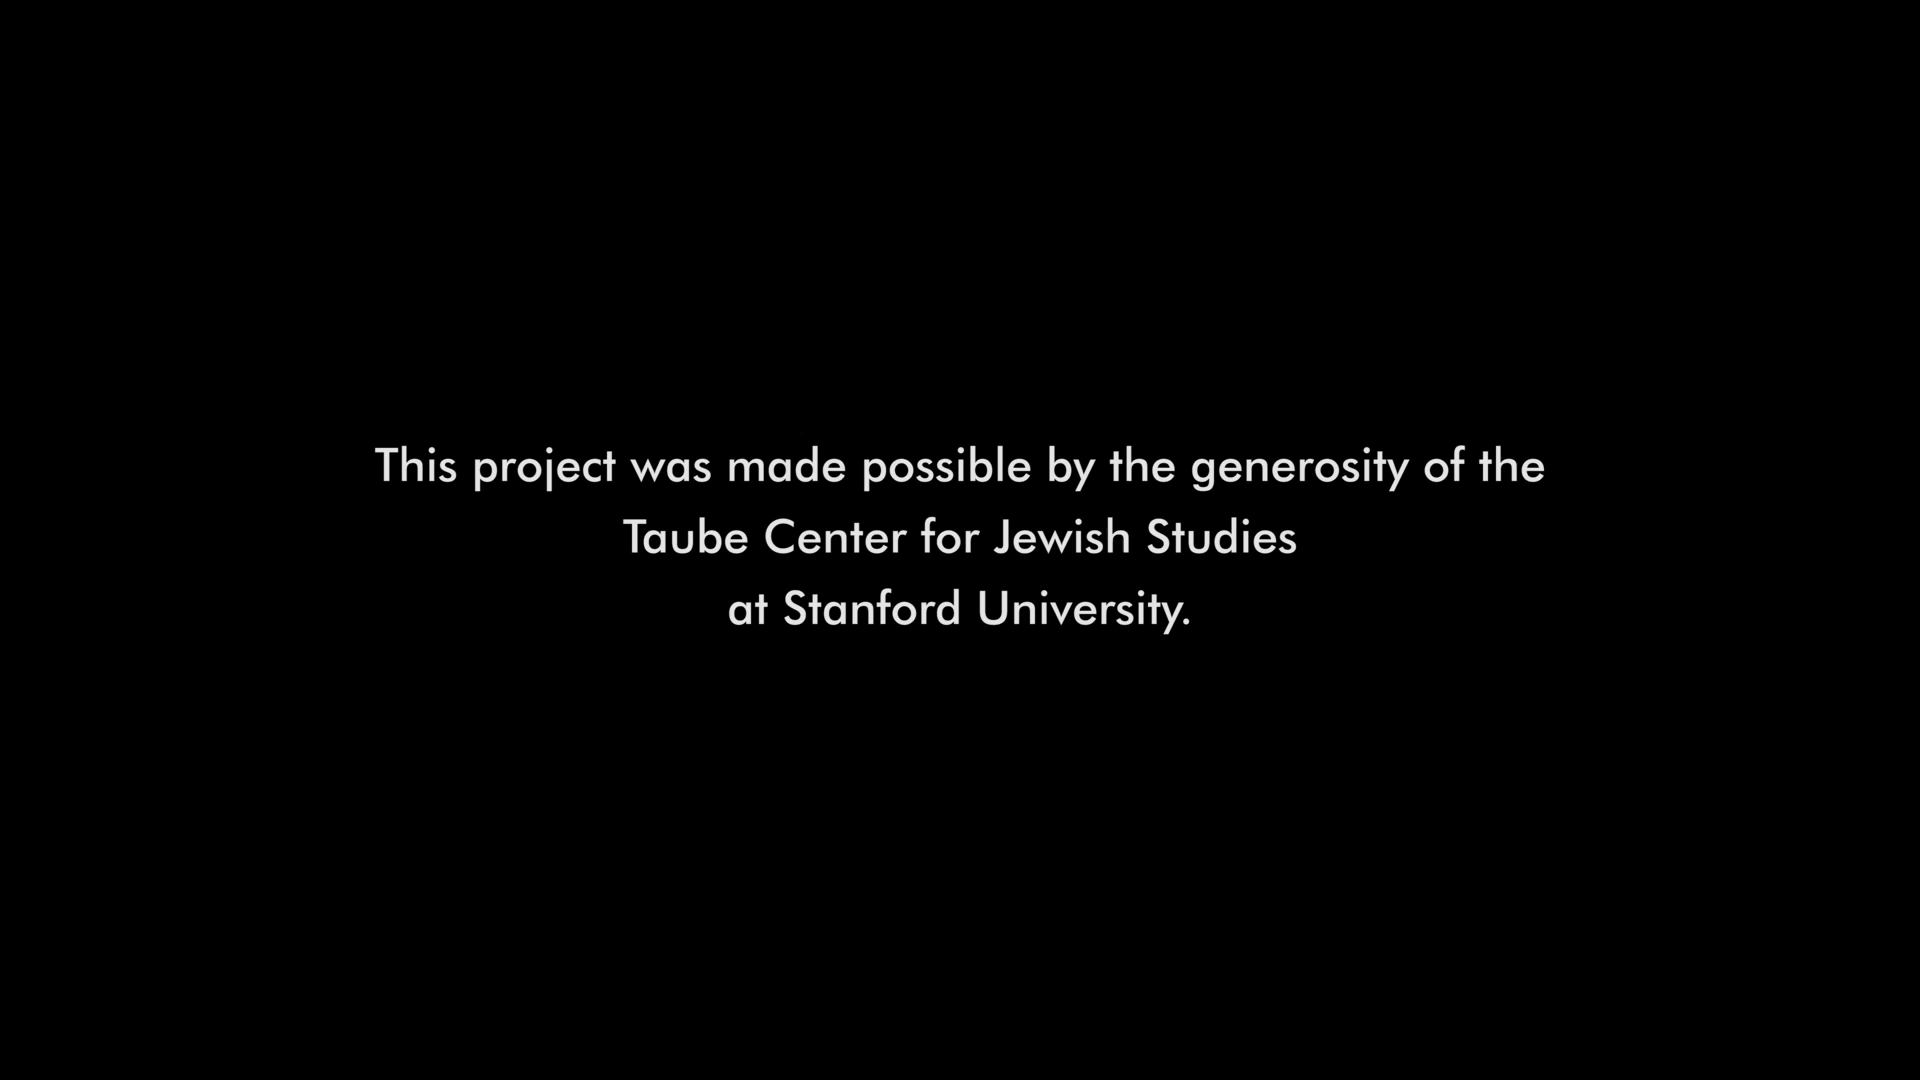 This project was made possible by the generosity of the
Taube Center for Jewish Studies
at Stanford University.